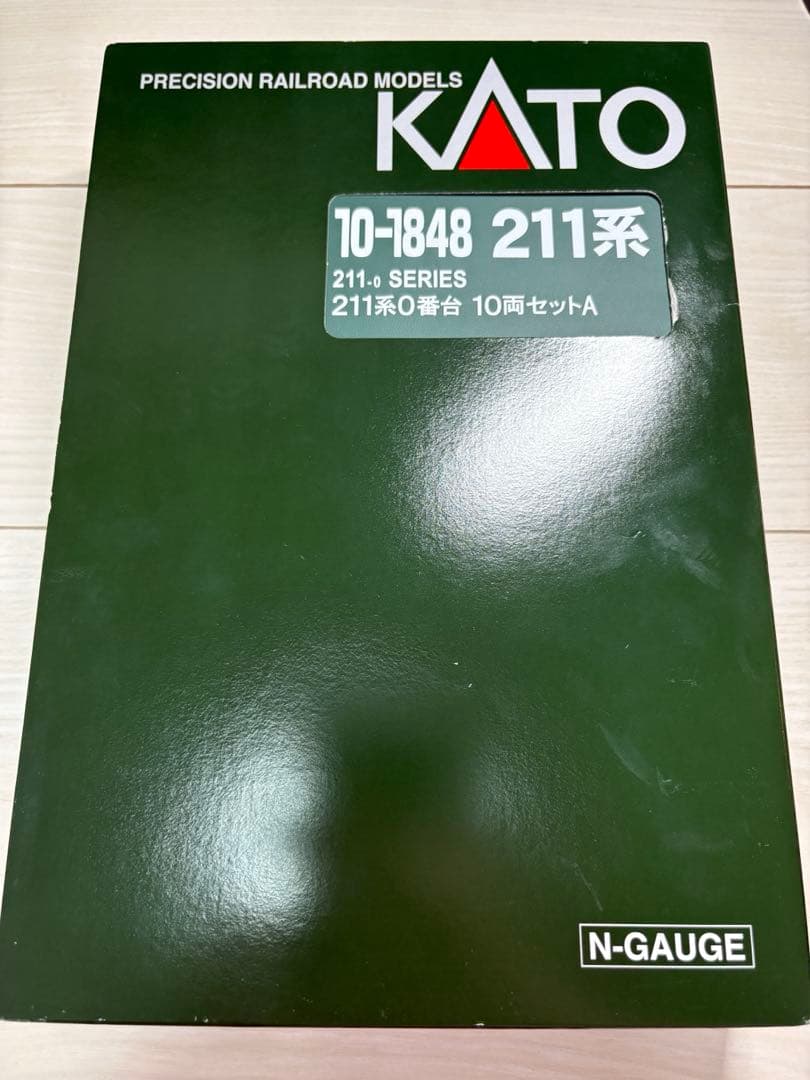 PRECISION RAILROAD MODELS
KATO
10-1848 211系
211-0 SERIES
211系0番台 10両セットA
N-GAUGE